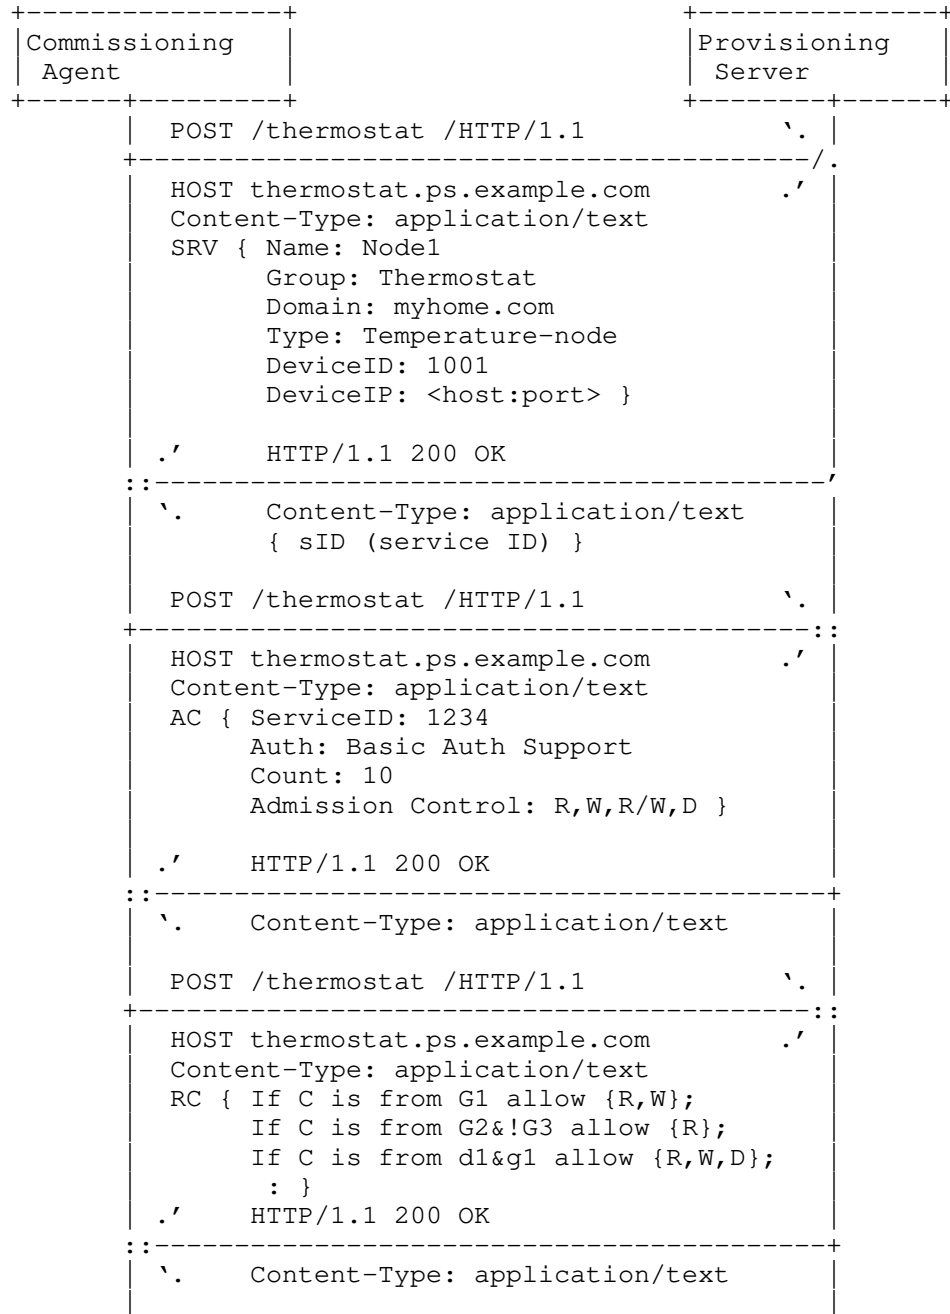 Commissioning Provisioning
Agent Server
POST /thermostat /HTTP/1.1
HOST thermostat.ps.example.com
Content-Type: application/text
SRV { Name: Node1
Group: Thermostat
Domain: myhome.com
Type: Temperature-node
DeviceID: 1001
DeviceIP: <host:port> }
HTTP/1.1 200 OK
Content-Type: application/text
{ sID (service ID) }
POST /thermostat /HTTP/1.1
HOST thermostat.ps.example.com
Content-Type: application/text
AC { ServiceID: 1234
Auth: Basic Auth Support
Count: 10
Admission Control: R,W,R/W,D }
HTTP/1.1 200 OK
Content-Type: application/text
POST /thermostat /HTTP/1.1
HOST thermostat.ps.example.com
Content-Type: application/text
RC { If C is from G1 allow {R,W};
If C is from G2&!G3 allow {R};
If C is from d1&g1 allow {R,W,D};
: }
HTTP/1.1 200 OK
Content-Type: application/text